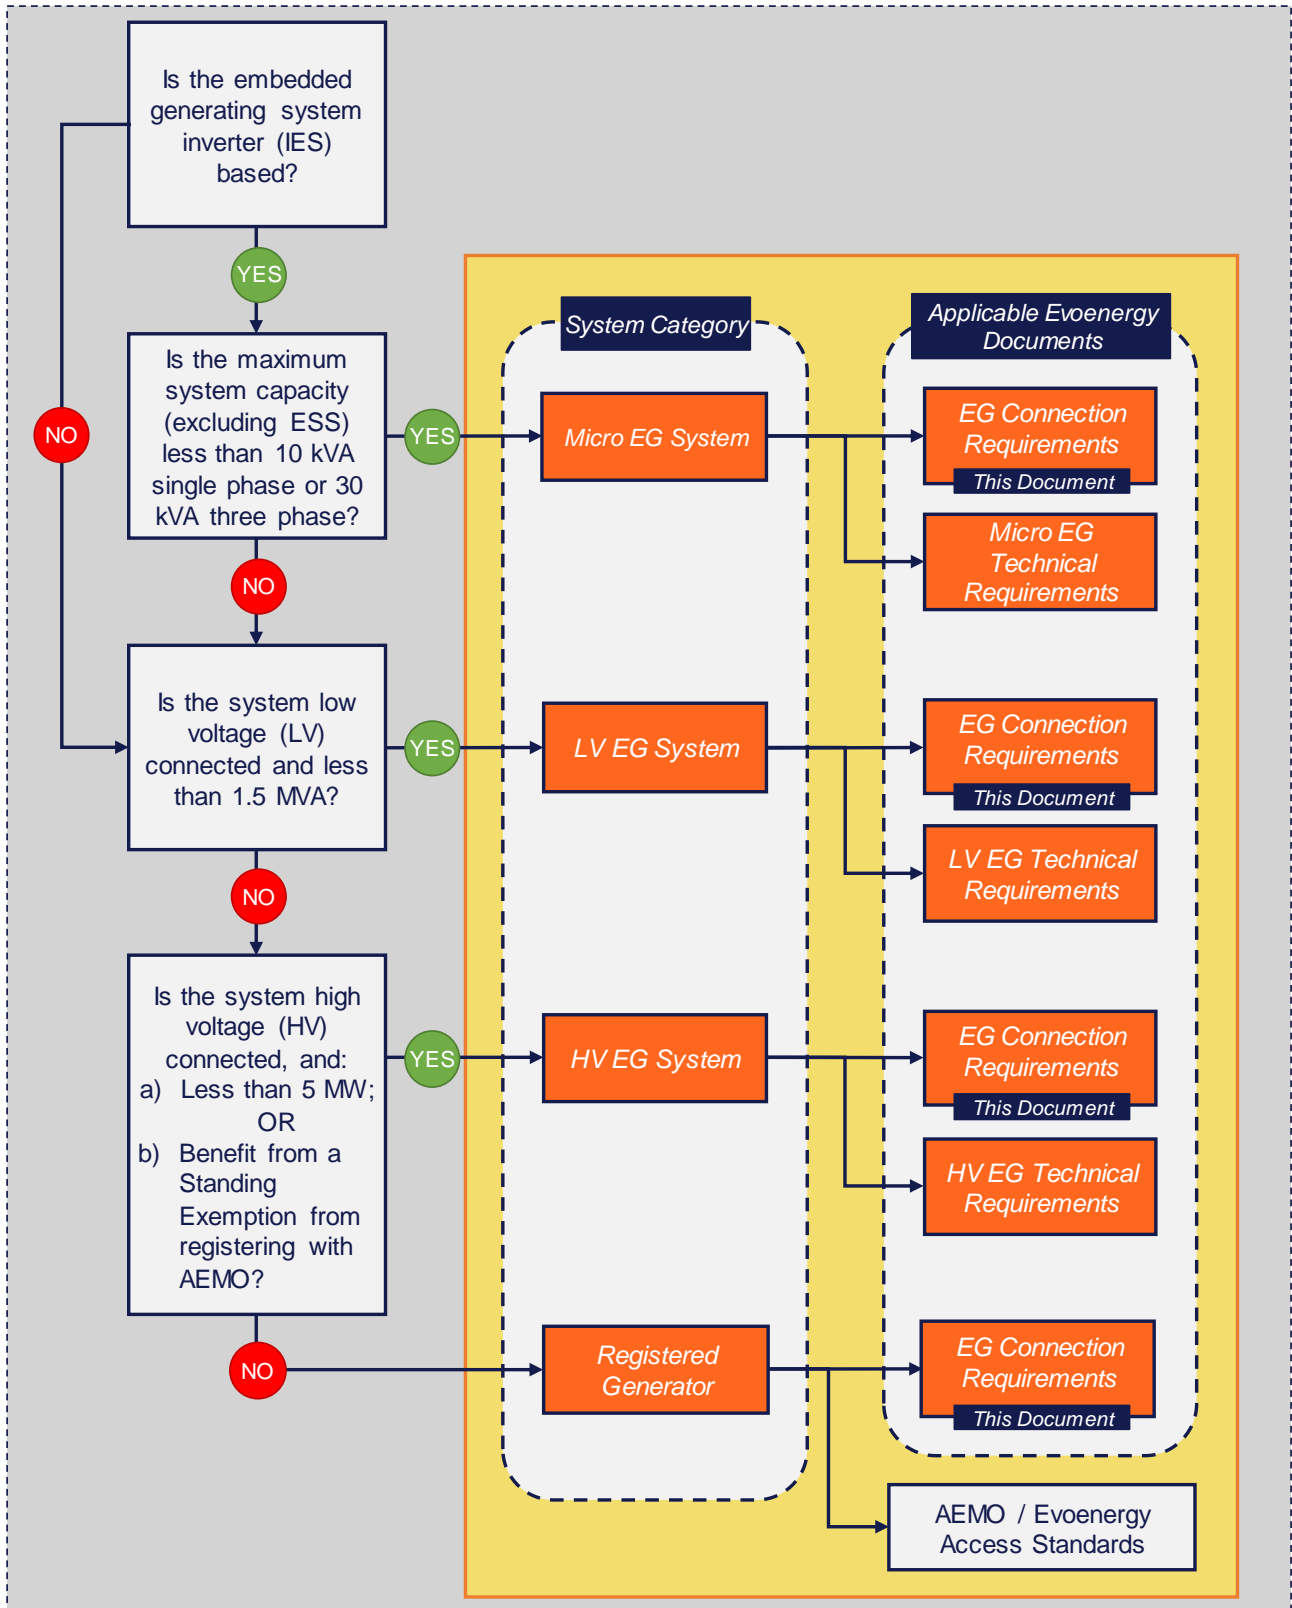 Is the embedded
generating system
inverter (IES)
based?
YES
Is the maximum
system capacity
(excluding ESS)
less than 10 kVA
single phase or 30
kVA three phase?
NO
YES
NO
Is the system low
voltage (LV)
connected and less
than 1.5 MVA?
YES
NO
Is the system high
voltage (HV)
connected, and:
a) Less than 5 MW;
OR
b) Benefit from a
Standing
Exemption from
registering with
AEMO?
YES
NO
System Category
Micro EG System
LV EG System
HV EG System
Registered
Generator
Applicable Evoenergy
Documents
EG Connection
Requirements
This Document
Micro EG
Technical
Requirements
EG Connection
Requirements
This Document
LV EG Technical
Requirements
EG Connection
Requirements
This Document
HV EG Technical
Requirements
EG Connection
Requirements
This Document
AEMO / Evoenergy
Access Standards